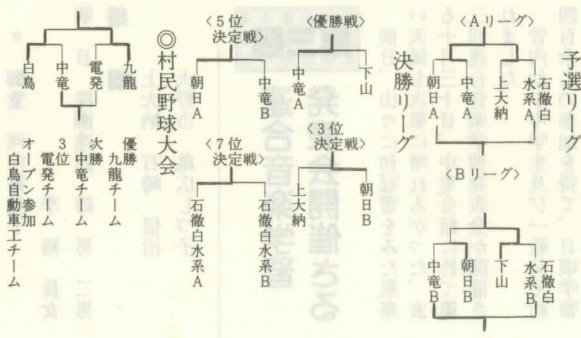 予選リーグ
〈Aリーグ〉
石徹白水系A
上大納
中竜A
朝日A
〈Bリーグ〉
石徹白水系B
下山
朝日B
中竜B
決勝リーグ
〈優勝戦〉
下山
中竜A
〈3位決定戦〉
朝日B
上大納
〈5位決定戦〉
中竜B
朝日A
〈7位決定戦〉
石徹白水系B
石徹白水系A
◎村民野球大会
九龍
電発
中竜
白鳥
優勝 九龍チーム
次勝 中竜チーム
3位 電発チーム
オープン参加
白鳥自動車工チーム